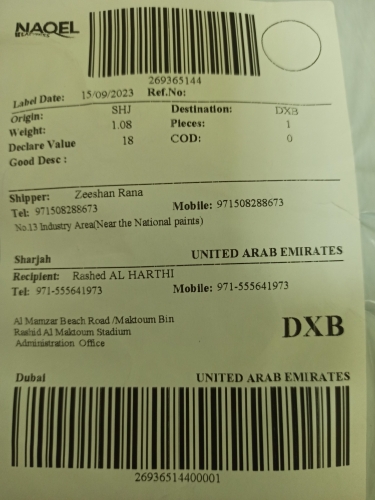 NAQEL
269365144
Label Date: 15/09/2023 Ref.No:
Origin: SHJ Destination: DXB
Weight: 1.08 Pieces: 1
Declare Value 18 COD: 0
Good Desc :
Shipper: Zeeshan Rana
Tel: 971508288673 Mobile: 971508288673
No.13 Industry Area(Near the National paints)
Sharjah UNITED ARAB EMIRATES
Recipient: Rashed AL HARTHI
Tel: 971-555641973 Mobile: 971-555641973
Al Mamzar Beach Road /Maktoum Bin
Rashid Al Maktoum Stadium
Administration Office
DXB
Dubai UNITED ARAB EMIRATES
26936514400001